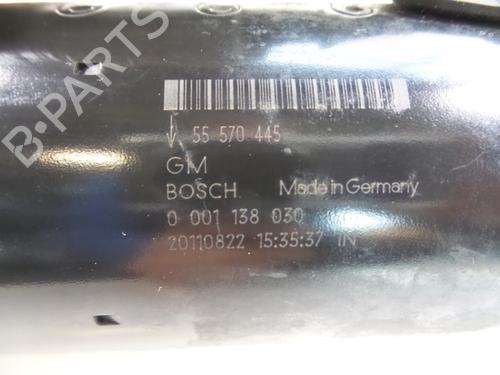 B-PARTS
55 570 445
GM
BOSCH Made in Germany
0 001 138 030
20110822 15:35:37 IN